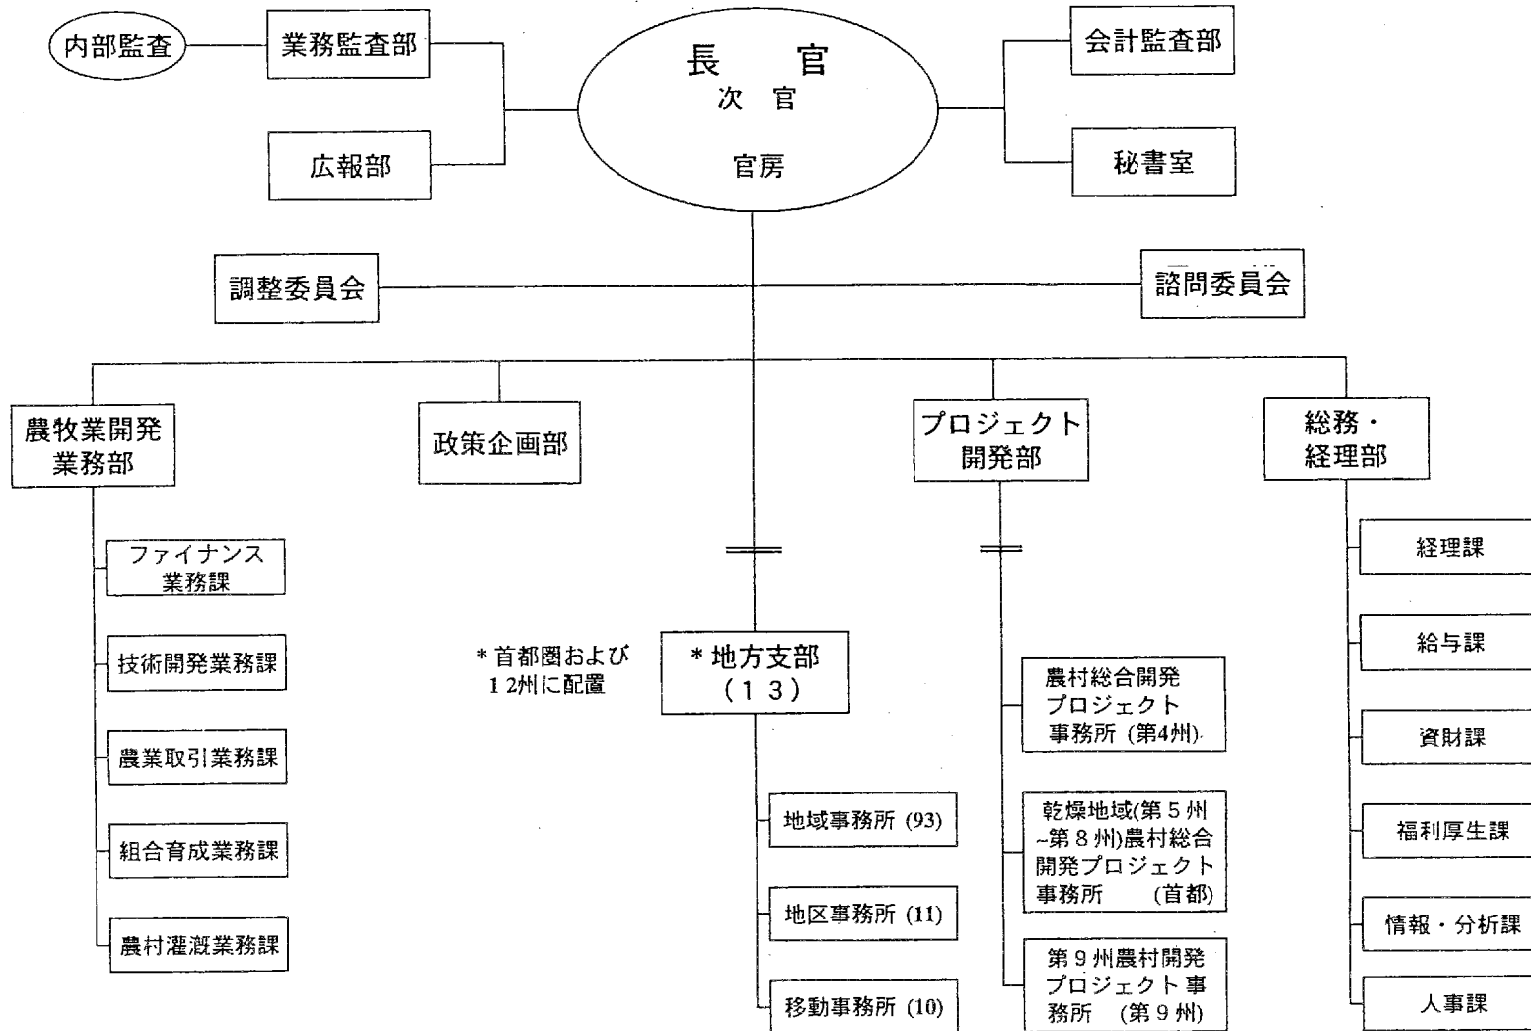 内部監査
業務監査部
長 官
次 官
官房
会計監査部
広報部
秘書室
調整委員会
諮問委員会
農牧業開発
業務部
政策企画部
プロジェクト
開発部
総務・
経理部
ファイナンス
業務課
技術開発業務課
農業取引業務課
組合育成業務課
農村灌漑業務課
*首都圏および
12州に配置
*地方支部
(13)
地域事務所 (93)
地区事務所 (11)
移動事務所 (10)
農村総合開発
プロジェクト
事務所 (第4州)
乾燥地域(第5州
~第8州)農村総合
開発プロジェクト
事務所 (首都)
第9州農村開発
プロジェクト事
務所 (第9州)
経理課
給与課
資財課
福利厚生課
情報・分析課
人事課